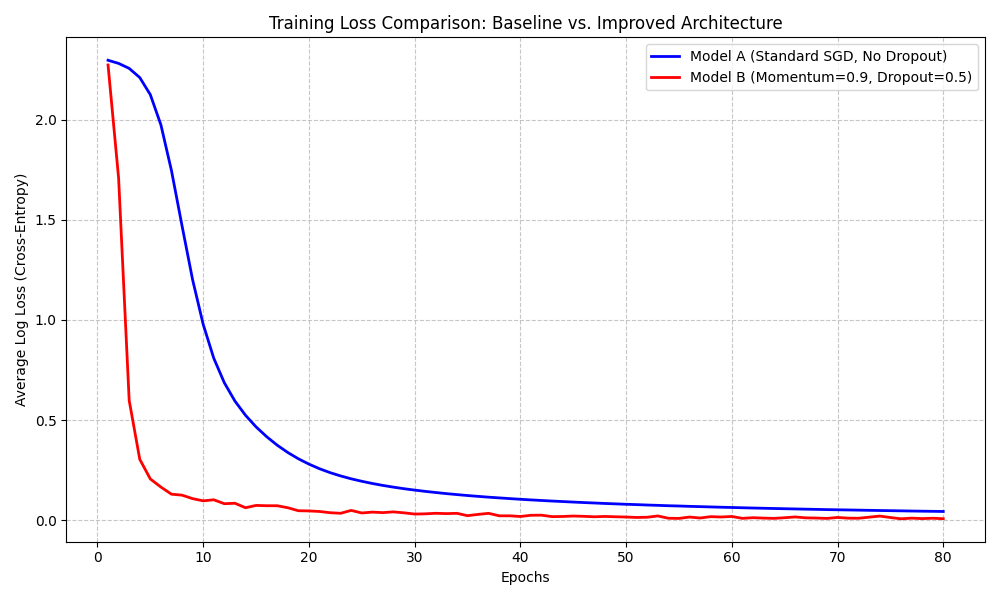 Training Loss Comparison: Baseline vs. Improved Architecture
Model A (Standard SGD, No Dropout)
Model B (Momentum=0.9, Dropout=0.5)
Average Log Loss (Cross-Entropy)
2.0
1.5
1.0
0.5
0.0
0 10 20 30 40 50 60 70 80
Epochs